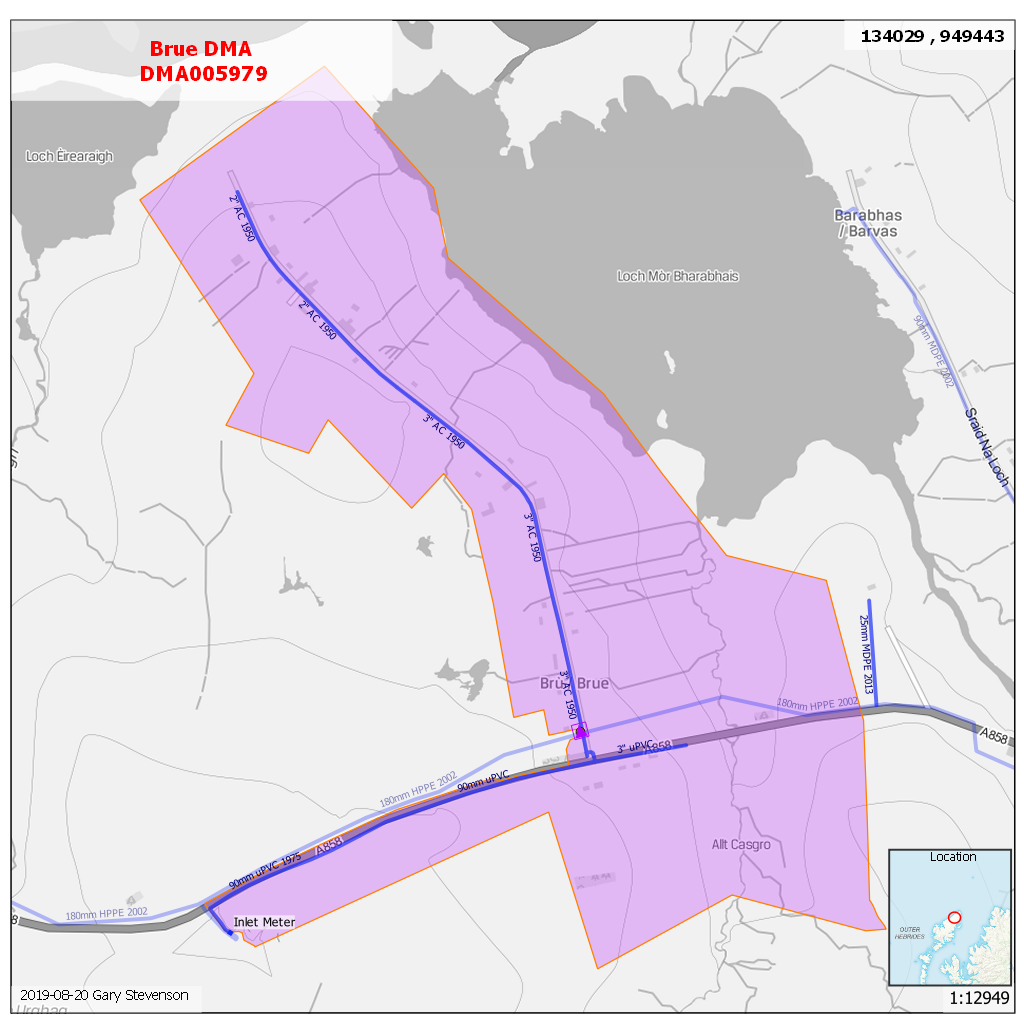 Brue DMA
DMA005979
134029 , 949443
Loch Èirearaigh
Barabhas
/ Barvas
Loch Mòr Bharabhais
2" AC 1950
2" AC 1950
90mm MDPE 2002
3" AC 1950
Sraid Na Loch
3" AC 1950
25mm MDPE 2013
3" AC 1950
Brue
180mm HPPE 2002
A858
3" uPVC
A858
180mm HPPE 2002
90mm uPVC
A858
90mm uPVC 1975
Allt Casgro
Location
180mm HPPE 2002
Inlet Meter
OUTER
HEBRIDES
2019-08-20 Gary Stevenson
1:12949